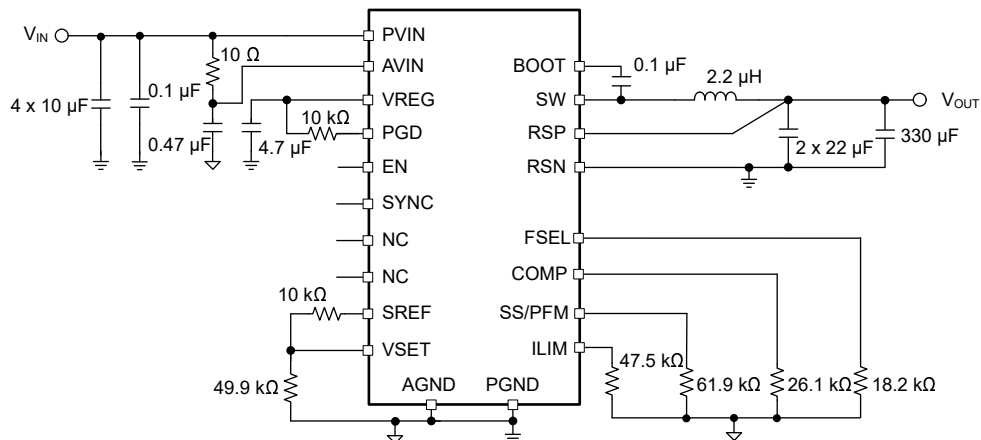 VIN
PVIN
10 Ω
AVIN
BOOT
0.1 µF
2.2 µH
4 x 10 µF
0.1 µF
VREG
SW
VOUT
10 kΩ
PGD
RSP
0.47 µF
4.7 µF
2 x 22 µF
330 µF
EN
RSN
SYNC
NC
FSEL
NC
COMP
10 kΩ
SREF
SS/PFM
VSET
ILIM
47.5 kΩ
49.9 kΩ
AGND
PGND
61.9 kΩ
26.1 kΩ
18.2 kΩ